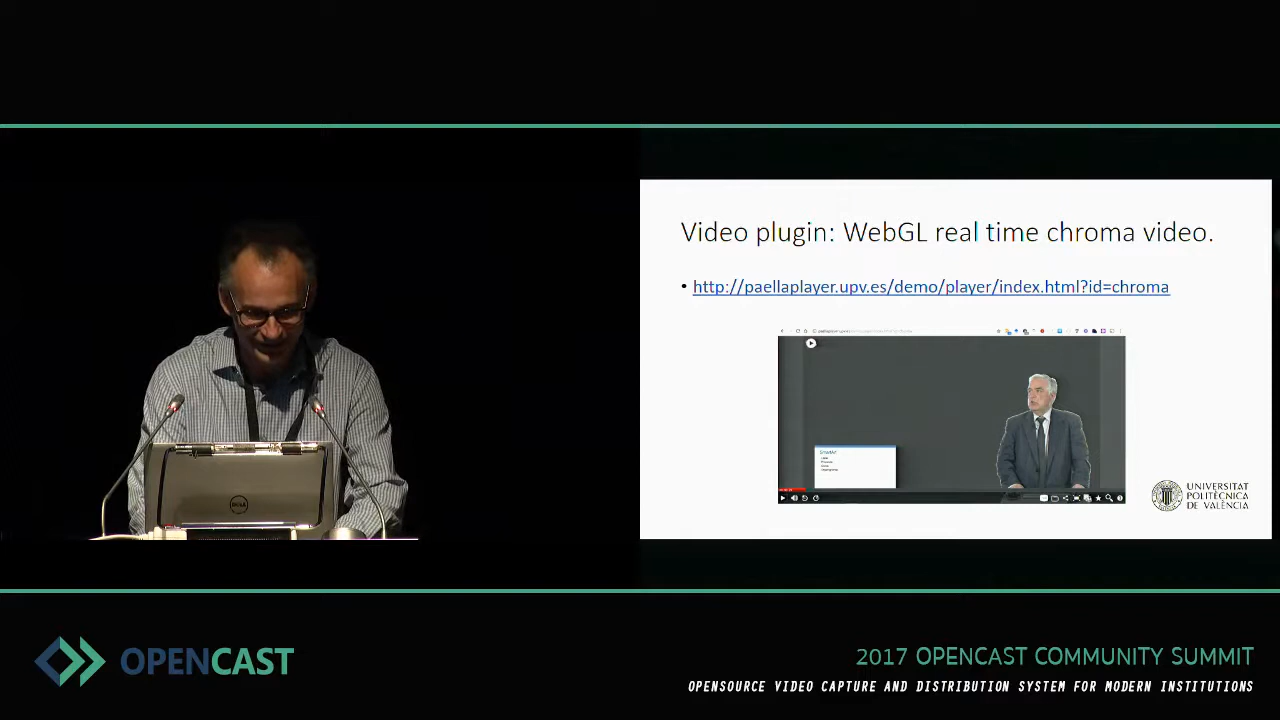 Video plugin: WebGL real time chroma video.
• http://paellaplayer.upv.es/demo/player/index.html?id=chroma
SmartArt
DELL
UNIVERSITAT
POLITÈCNICA
DE VALÈNCIA
OPENCAST
2017 OPENCAST COMMUNITY SUMMIT
OPENSOURCE VIDEO CAPTURE AND DISTRIBUTION SYSTEM FOR MODERN INSTITUTIONS